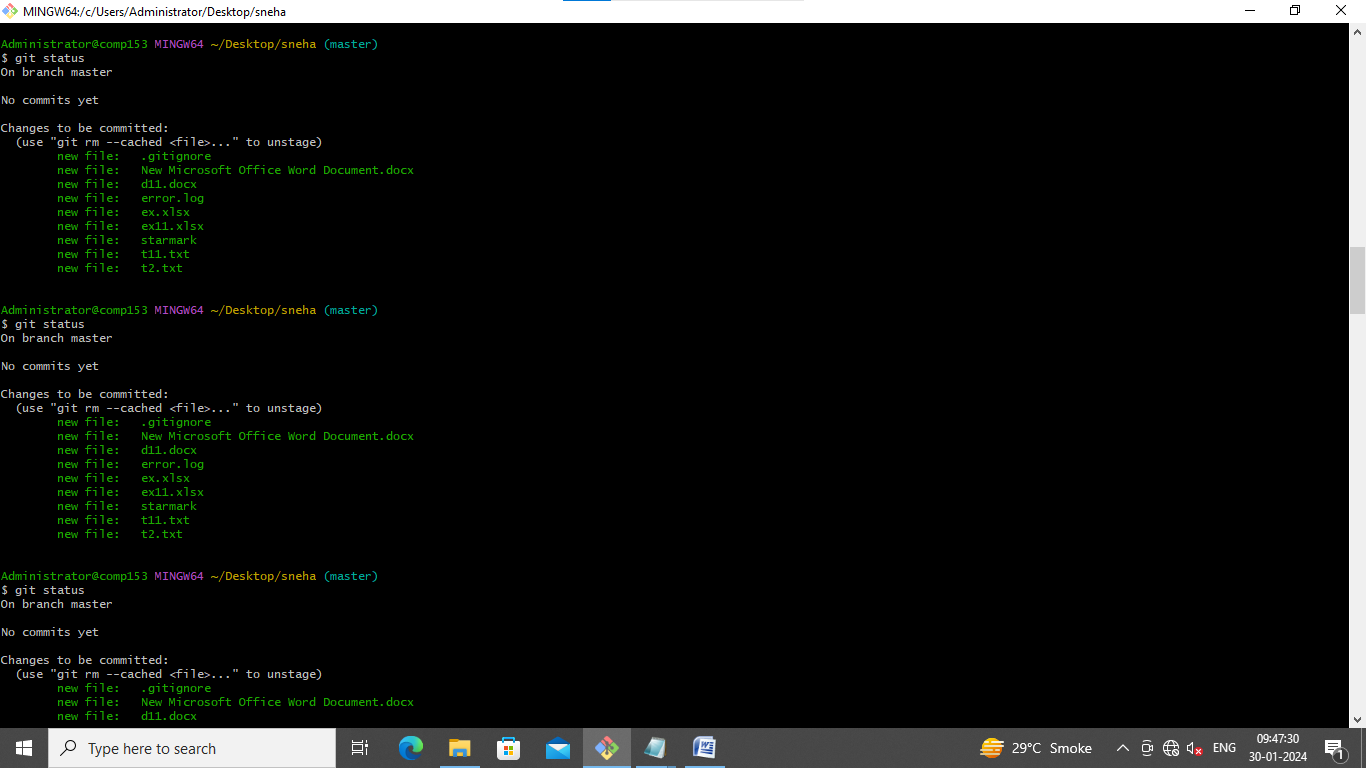 MINGW64:/c/Users/Administrator/Desktop/sneha
Administrator@comp153 MINGW64 ~/Desktop/sneha (master)
$ git status
On branch master
No commits yet
Changes to be committed:
(use "git rm --cached <file>..." to unstage)
new file: .gitignore
new file: New Microsoft Office Word Document.docx
new file: d11.docx
new file: error.log
new file: ex.xlsx
new file: ex11.xlsx
new file: starmark
new file: t11.txt
new file: t2.txt
Administrator@comp153 MINGW64 ~/Desktop/sneha (master)
$ git status
On branch master
No commits yet
Changes to be committed:
(use "git rm --cached <file>..." to unstage)
new file: .gitignore
new file: New Microsoft Office Word Document.docx
new file: d11.docx
new file: error.log
new file: ex.xlsx
new file: ex11.xlsx
new file: starmark
new file: t11.txt
new file: t2.txt
Administrator@comp153 MINGW64 ~/Desktop/sneha (master)
$ git status
On branch master
No commits yet
Changes to be committed:
(use "git rm --cached <file>..." to unstage)
new file: .gitignore
new file: New Microsoft Office Word Document.docx
new file: d11.docx
Type here to search
29°C Smoke
ENG
09:47:30
30-01-2024
1